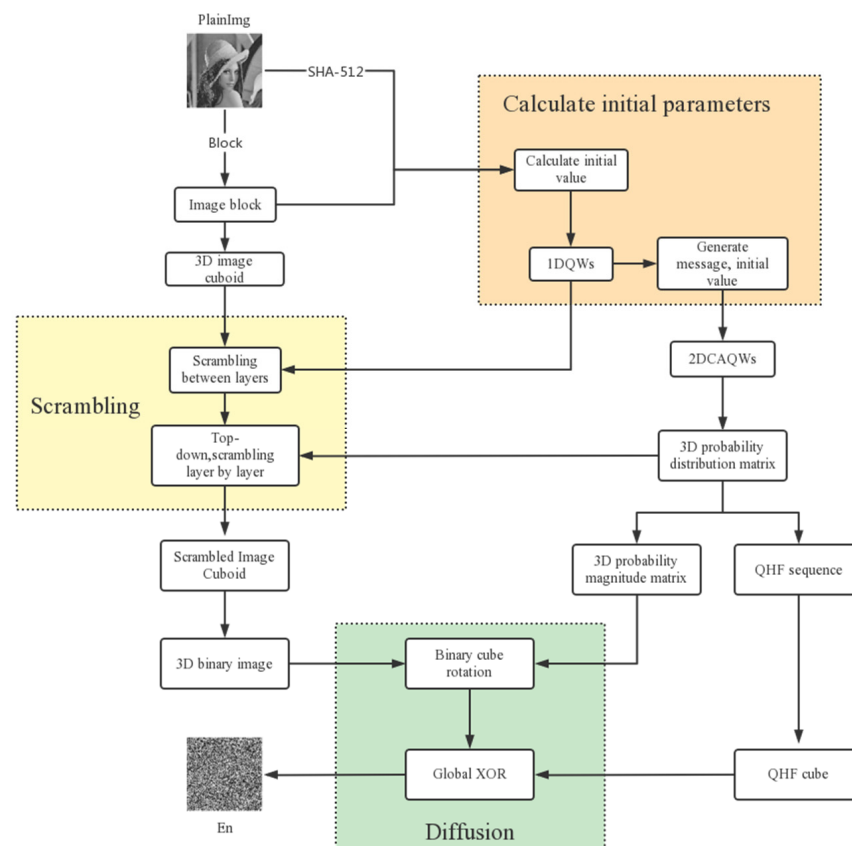 PlainImg
SHA-512
Calculate initial parameters
Block
Calculate initial
value
Image block
Generate
message, initial
value
1DQWs
3D image
cuboid
2DCAQWs
Scrambling
between layers
Scrambling
Top-
down,scrambling
layer by layer
3D probability
distribution matrix
Scrambled Image
Cuboid
3D probability
magnitude matrix
QHF sequence
3D binary image
Binary cube
rotation
Global XOR
QHF cube
En
Diffusion